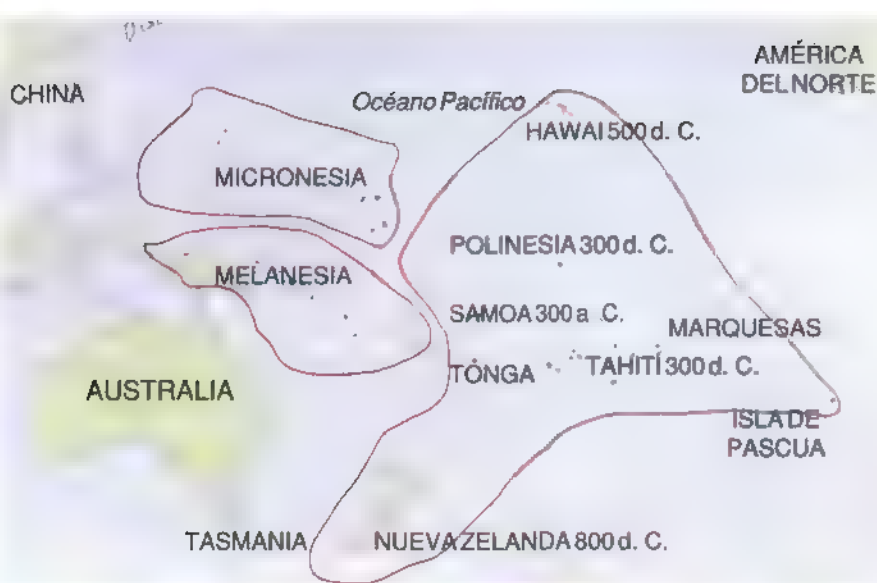 CHINA
AMÉRICA
DEL NORTE
Océano Pacífico
HAWAI 500 d. C.
MICRONESIA
POLINESIA 300 d. C.
MELANESIA
SAMOA 300 a C.
MARQUESAS
TONGA
TAHITÍ 300 d. C.
AUSTRALIA
ISLA DE
PASCUA
TASMANIA
NUEVA ZELANDA 800 d. C.